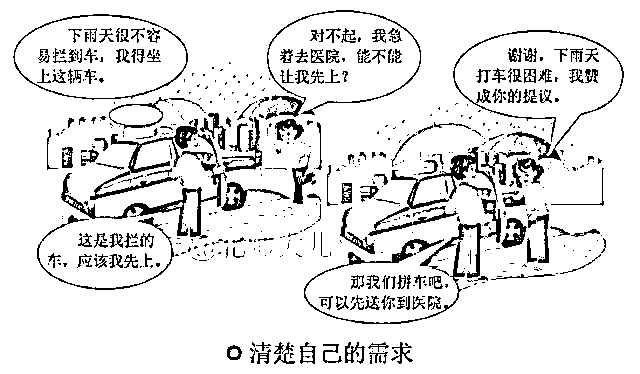 下雨天很不容
易拦到车，我得坐
上这辆车。
对不起，我急
着去医院，能不能
让我先上？
谢谢，下雨天
打车很困难，我赞
成你的提议。
这是我拦的
车，应该我先上。
那我们拼车吧，
可以先送你到医院。
清楚自己的需求